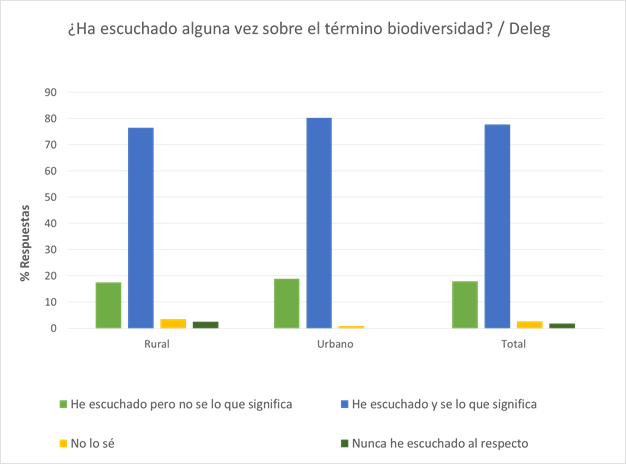 ¿Ha escuchado alguna vez sobre el término biodiversidad? / Deleg
90
80
70
60
50
40
30
20
10
0
% Respuestas
Rural Urbano Total
He escuchado pero no se lo que significa He escuchado y se lo que significa
No lo sé Nunca he escuchado al respecto